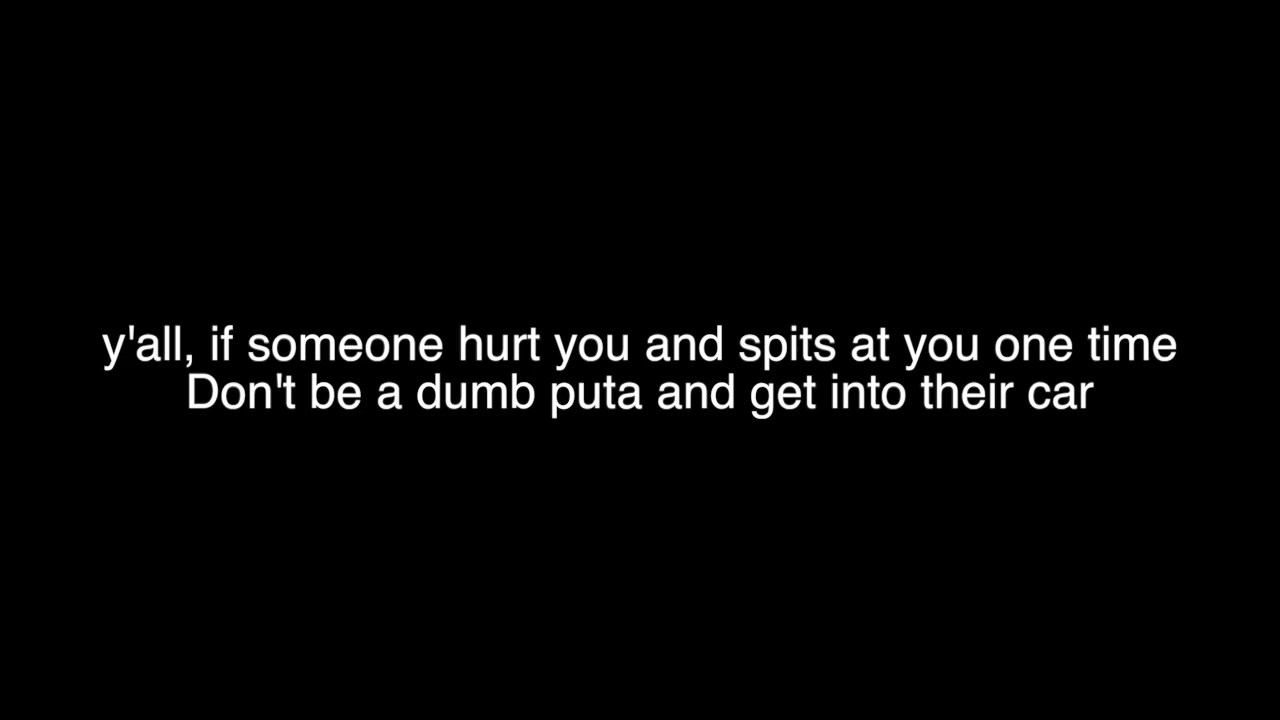 y'all, if someone hurt you and spits at you one time
Don't be a dumb puta and get into their car